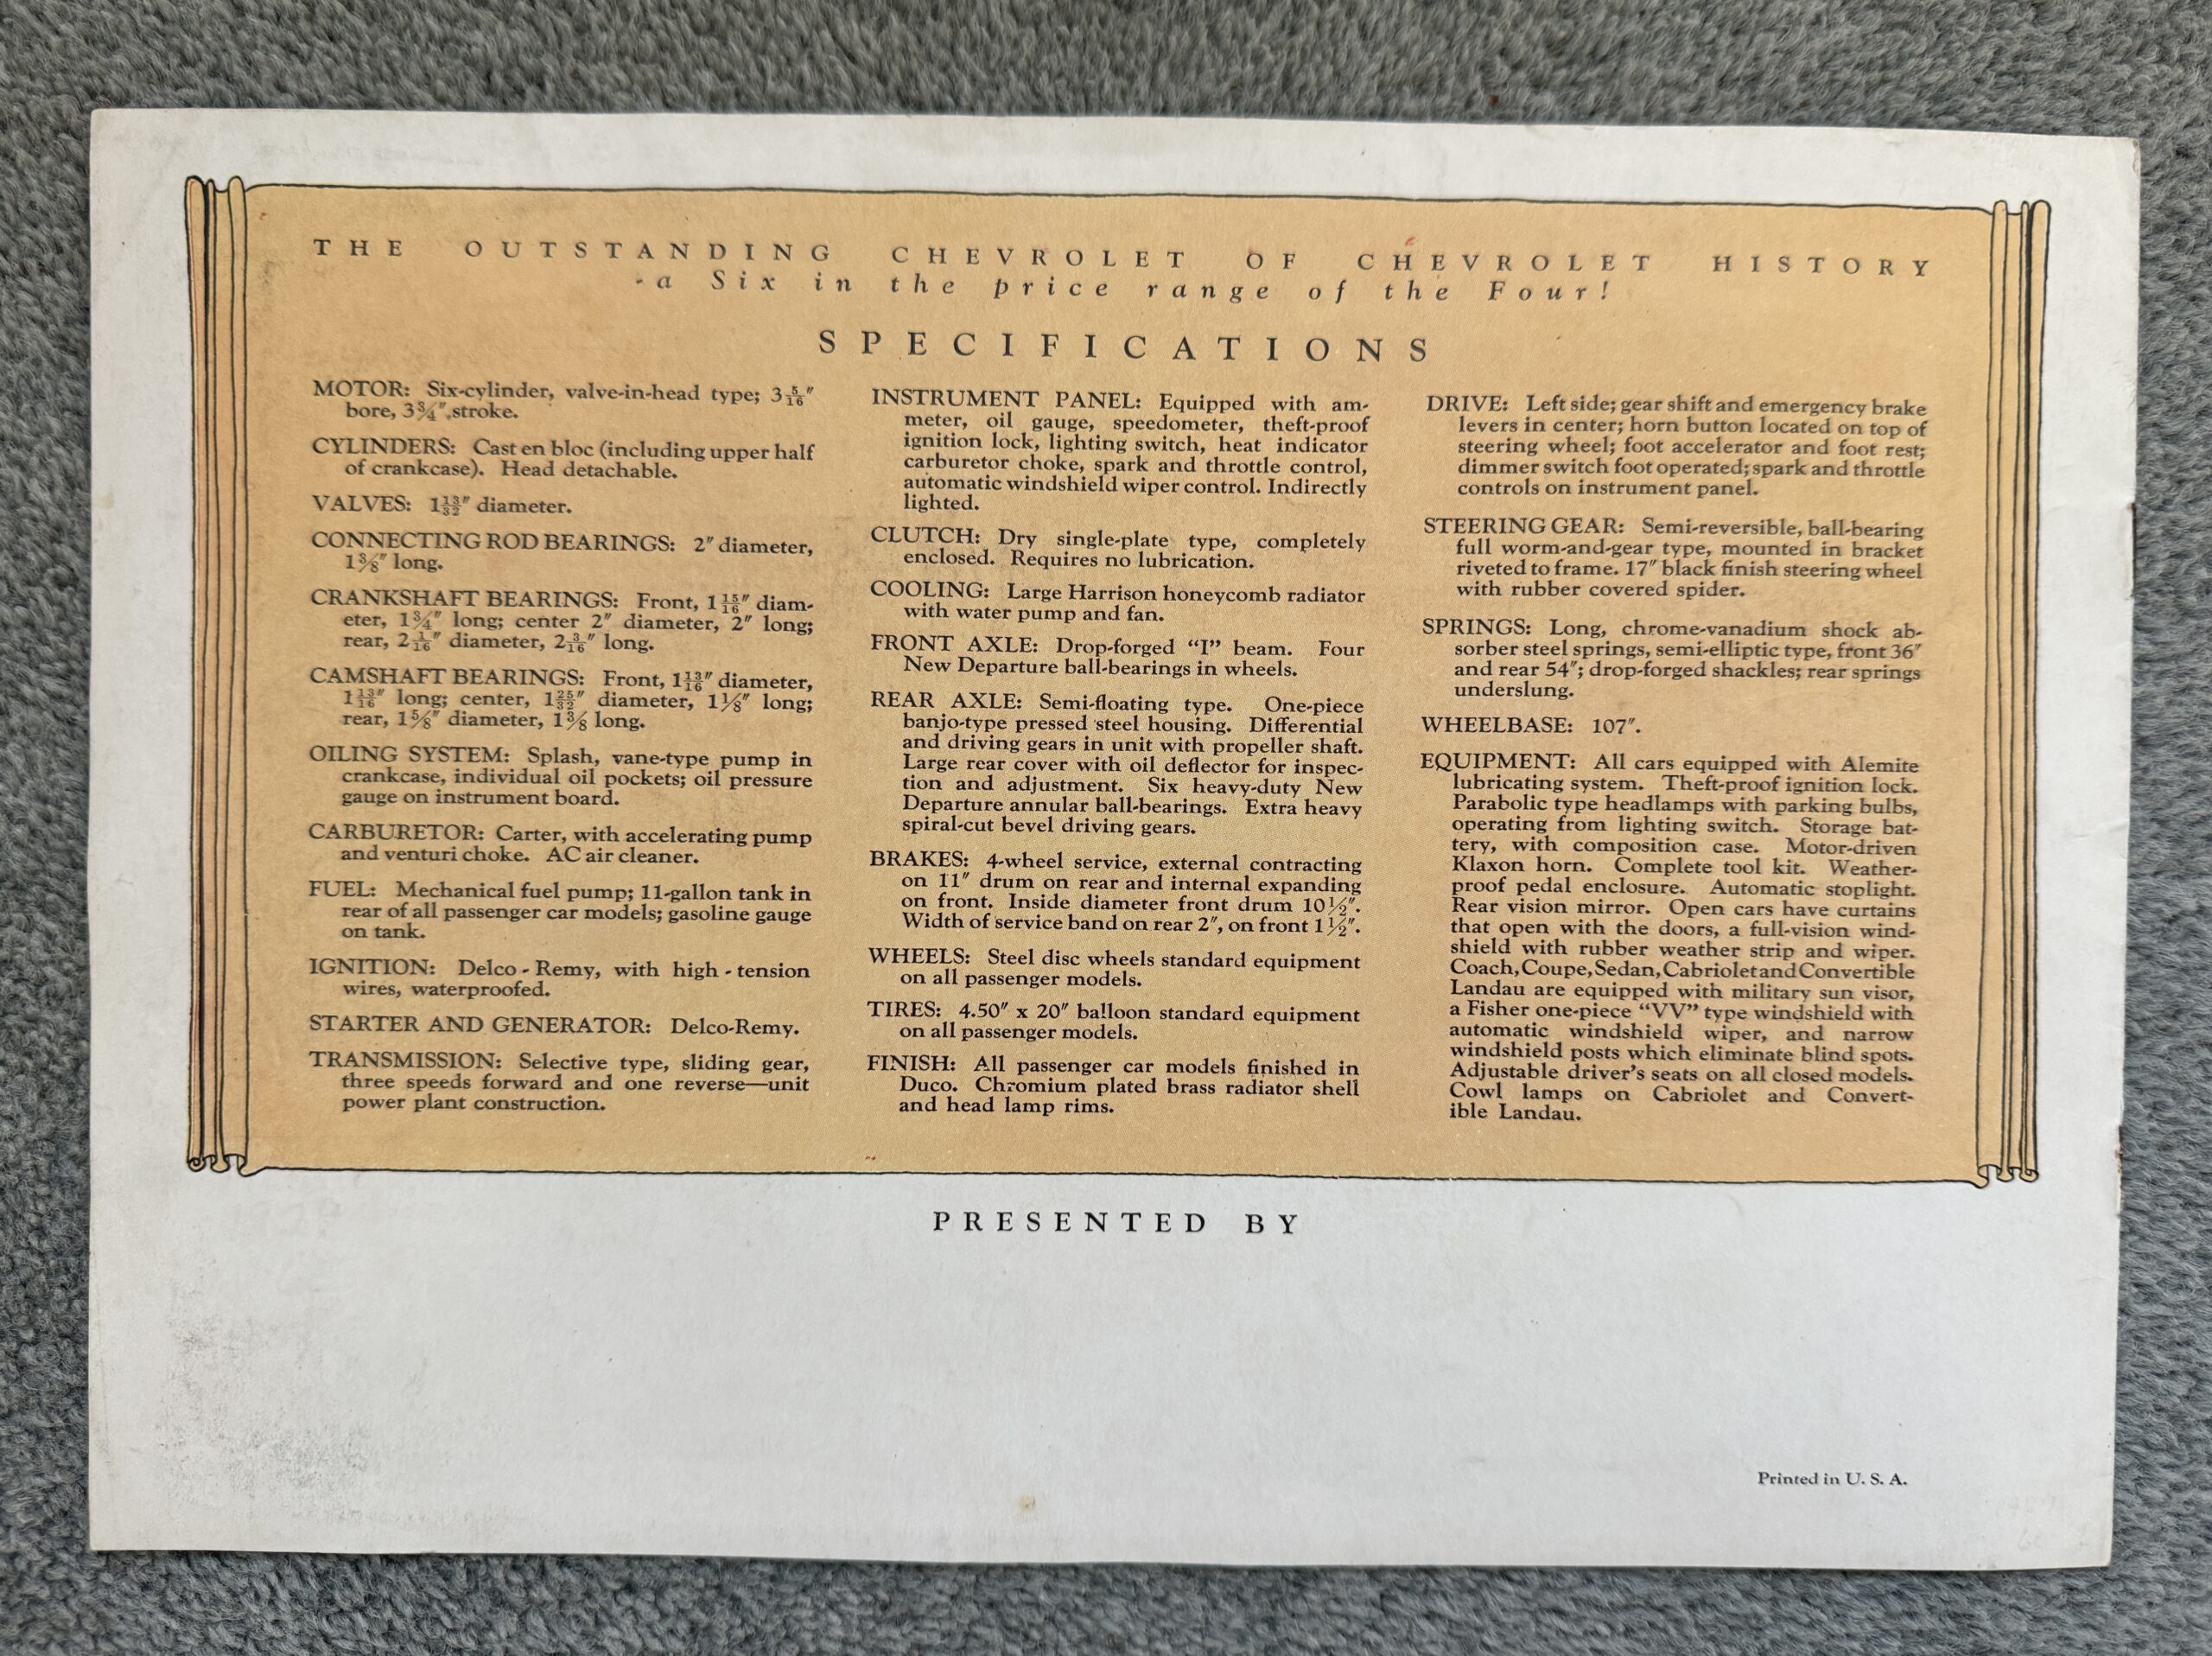 THE OUTSTANDING CHEVROLET OF CHEVROLET HISTORY
-a Six in the price range of the Four!
SPECIFICATIONS
MOTOR: Six-cylinder, valve-in-head type; 3 5/16″
bore, 3¾″ stroke.
CYLINDERS: Cast en bloc (including upper half
of crankcase). Head detachable.
VALVES: 1 13/32″ diameter.
CONNECTING ROD BEARINGS: 2″ diameter,
1⅜″ long.
CRANKSHAFT BEARINGS: Front, 1 15/16″ diam-
eter, 1¾″ long; center 2″ diameter, 2″ long;
rear, 2 1/16″ diameter, 2 3/16″ long.
CAMSHAFT BEARINGS: Front, 1 13/16″ diameter,
1 13/16″ long; center, 1 25/32″ diameter, 1⅛″ long;
rear, 1⅝″ diameter, 1⅜ long.
OILING SYSTEM: Splash, vane-type pump in
crankcase, individual oil pockets; oil pressure
gauge on instrument board.
CARBURETOR: Carter, with accelerating pump
and venturi choke. AC air cleaner.
FUEL: Mechanical fuel pump; 11-gallon tank in
rear of all passenger car models; gasoline gauge
on tank.
IGNITION: Delco-Remy, with high-tension
wires, waterproofed.
STARTER AND GENERATOR: Delco-Remy.
TRANSMISSION: Selective type, sliding gear,
three speeds forward and one reverse—unit
power plant construction.
INSTRUMENT PANEL: Equipped with am-
meter, oil gauge, speedometer, theft-proof
ignition lock, lighting switch, heat indicator
carburetor choke, spark and throttle control,
automatic windshield wiper control. Indirectly
lighted.
CLUTCH: Dry single-plate type, completely
enclosed. Requires no lubrication.
COOLING: Large Harrison honeycomb radiator
with water pump and fan.
FRONT AXLE: Drop-forged “I” beam. Four
New Departure ball-bearings in wheels.
REAR AXLE: Semi-floating type. One-piece
banjo-type pressed steel housing. Differential
and driving gears in unit with propeller shaft.
Large rear cover with oil deflector for inspec-
tion and adjustment. Six heavy-duty New
Departure annular ball-bearings. Extra heavy
spiral-cut bevel driving gears.
BRAKES: 4-wheel service, external contracting
on 11″ drum on rear and internal expanding
on front. Inside diameter front drum 10½″.
Width of service band on rear 2″, on front 1½″.
WHEELS: Steel disc wheels standard equipment
on all passenger models.
TIRES: 4.50″ x 20″ balloon standard equipment
on all passenger models.
FINISH: All passenger car models finished in
Duco. Chromium plated brass radiator shell
and head lamp rims.
DRIVE: Left side; gear shift and emergency brake
levers in center; horn button located on top of
steering wheel; foot accelerator and foot rest;
dimmer switch foot operated; spark and throttle
controls on instrument panel.
STEERING GEAR: Semi-reversible, ball-bearing
full worm-and-gear type, mounted in bracket
riveted to frame. 17″ black finish steering wheel
with rubber covered spider.
SPRINGS: Long, chrome-vanadium shock ab-
sorber steel springs, semi-elliptic type, front 36″
and rear 54″; drop-forged shackles; rear springs
underslung.
WHEELBASE: 107″.
EQUIPMENT: All cars equipped with Alemite
lubricating system. Theft-proof ignition lock.
Parabolic type headlamps with parking bulbs,
operating from lighting switch. Storage bat-
tery, with composition case. Motor-driven
Klaxon horn. Complete tool kit. Weather-
proof pedal enclosure. Automatic stoplight.
Rear vision mirror. Open cars have curtains
that open with the doors, a full-vision wind-
shield with rubber weather strip and wiper.
Coach, Coupe, Sedan, Cabriolet and Convertible
Landau are equipped with military sun visor,
a Fisher one-piece “VV” type windshield with
automatic windshield wiper, and narrow
windshield posts which eliminate blind spots.
Adjustable driver's seats on all closed models.
Cowl lamps on Cabriolet and Convert-
ible Landau.
PRESENTED BY
Printed in U. S. A.